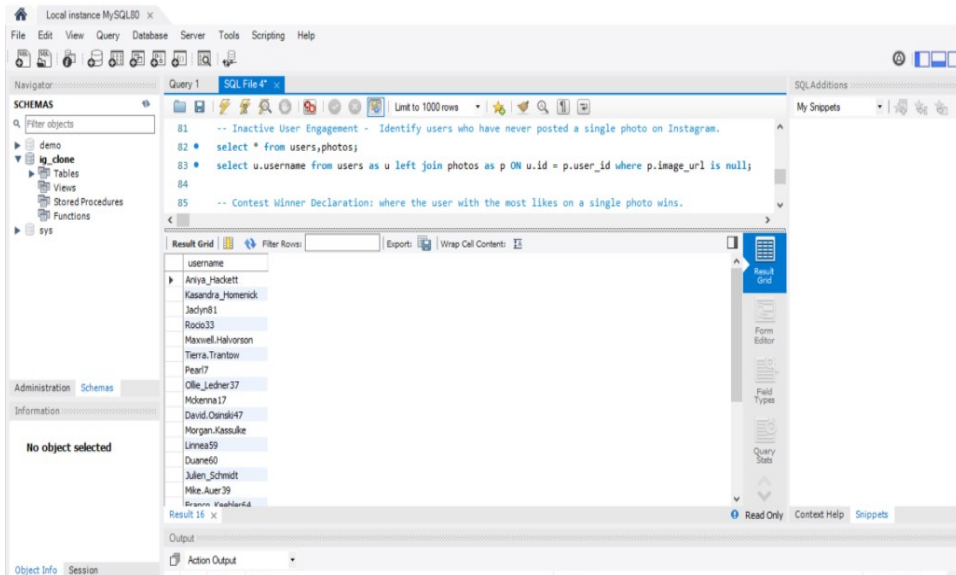 Local instance MySQL80 ×
File Edit View Query Database Server Tools Scripting Help
Navigator
SCHEMAS
Filter objects
demo
ig_clone
Tables
Views
Stored Procedures
Functions
sys
Administration Schemas
Information
No object selected
Object Info Session
Query 1 SQL File 4* ×
Limit to 1000 rows
81 -- Inactive User Engagement - Identify users who have never posted a single photo on Instagram.
82 select * from users,photos;
83 select u.username from users as u left join photos as p ON u.id = p.user_id where p.image_url is null;
84
85 -- Contest Winner Declaration: where the user with the most likes on a single photo wins.
Result Grid Filter Rows: Export: Wrap Cell Content:
username
Aniya_Hackett
Kasandra_Homenick
Jaclyn81
Rocio33
Maxwell.Halvorson
Tierra.Trantow
Pearl7
Ollie_Ledner37
Mckenna17
David.Osinski47
Morgan.Kassulke
Linnea59
Duane60
Julien_Schmidt
Mike.Auer39
Franco_Keebler64
Result Grid
Form Editor
Field Types
Query Stats
Result 16 × Read Only
Output
Action Output
SQLAdditions
My Snippets
Context Help Snippets